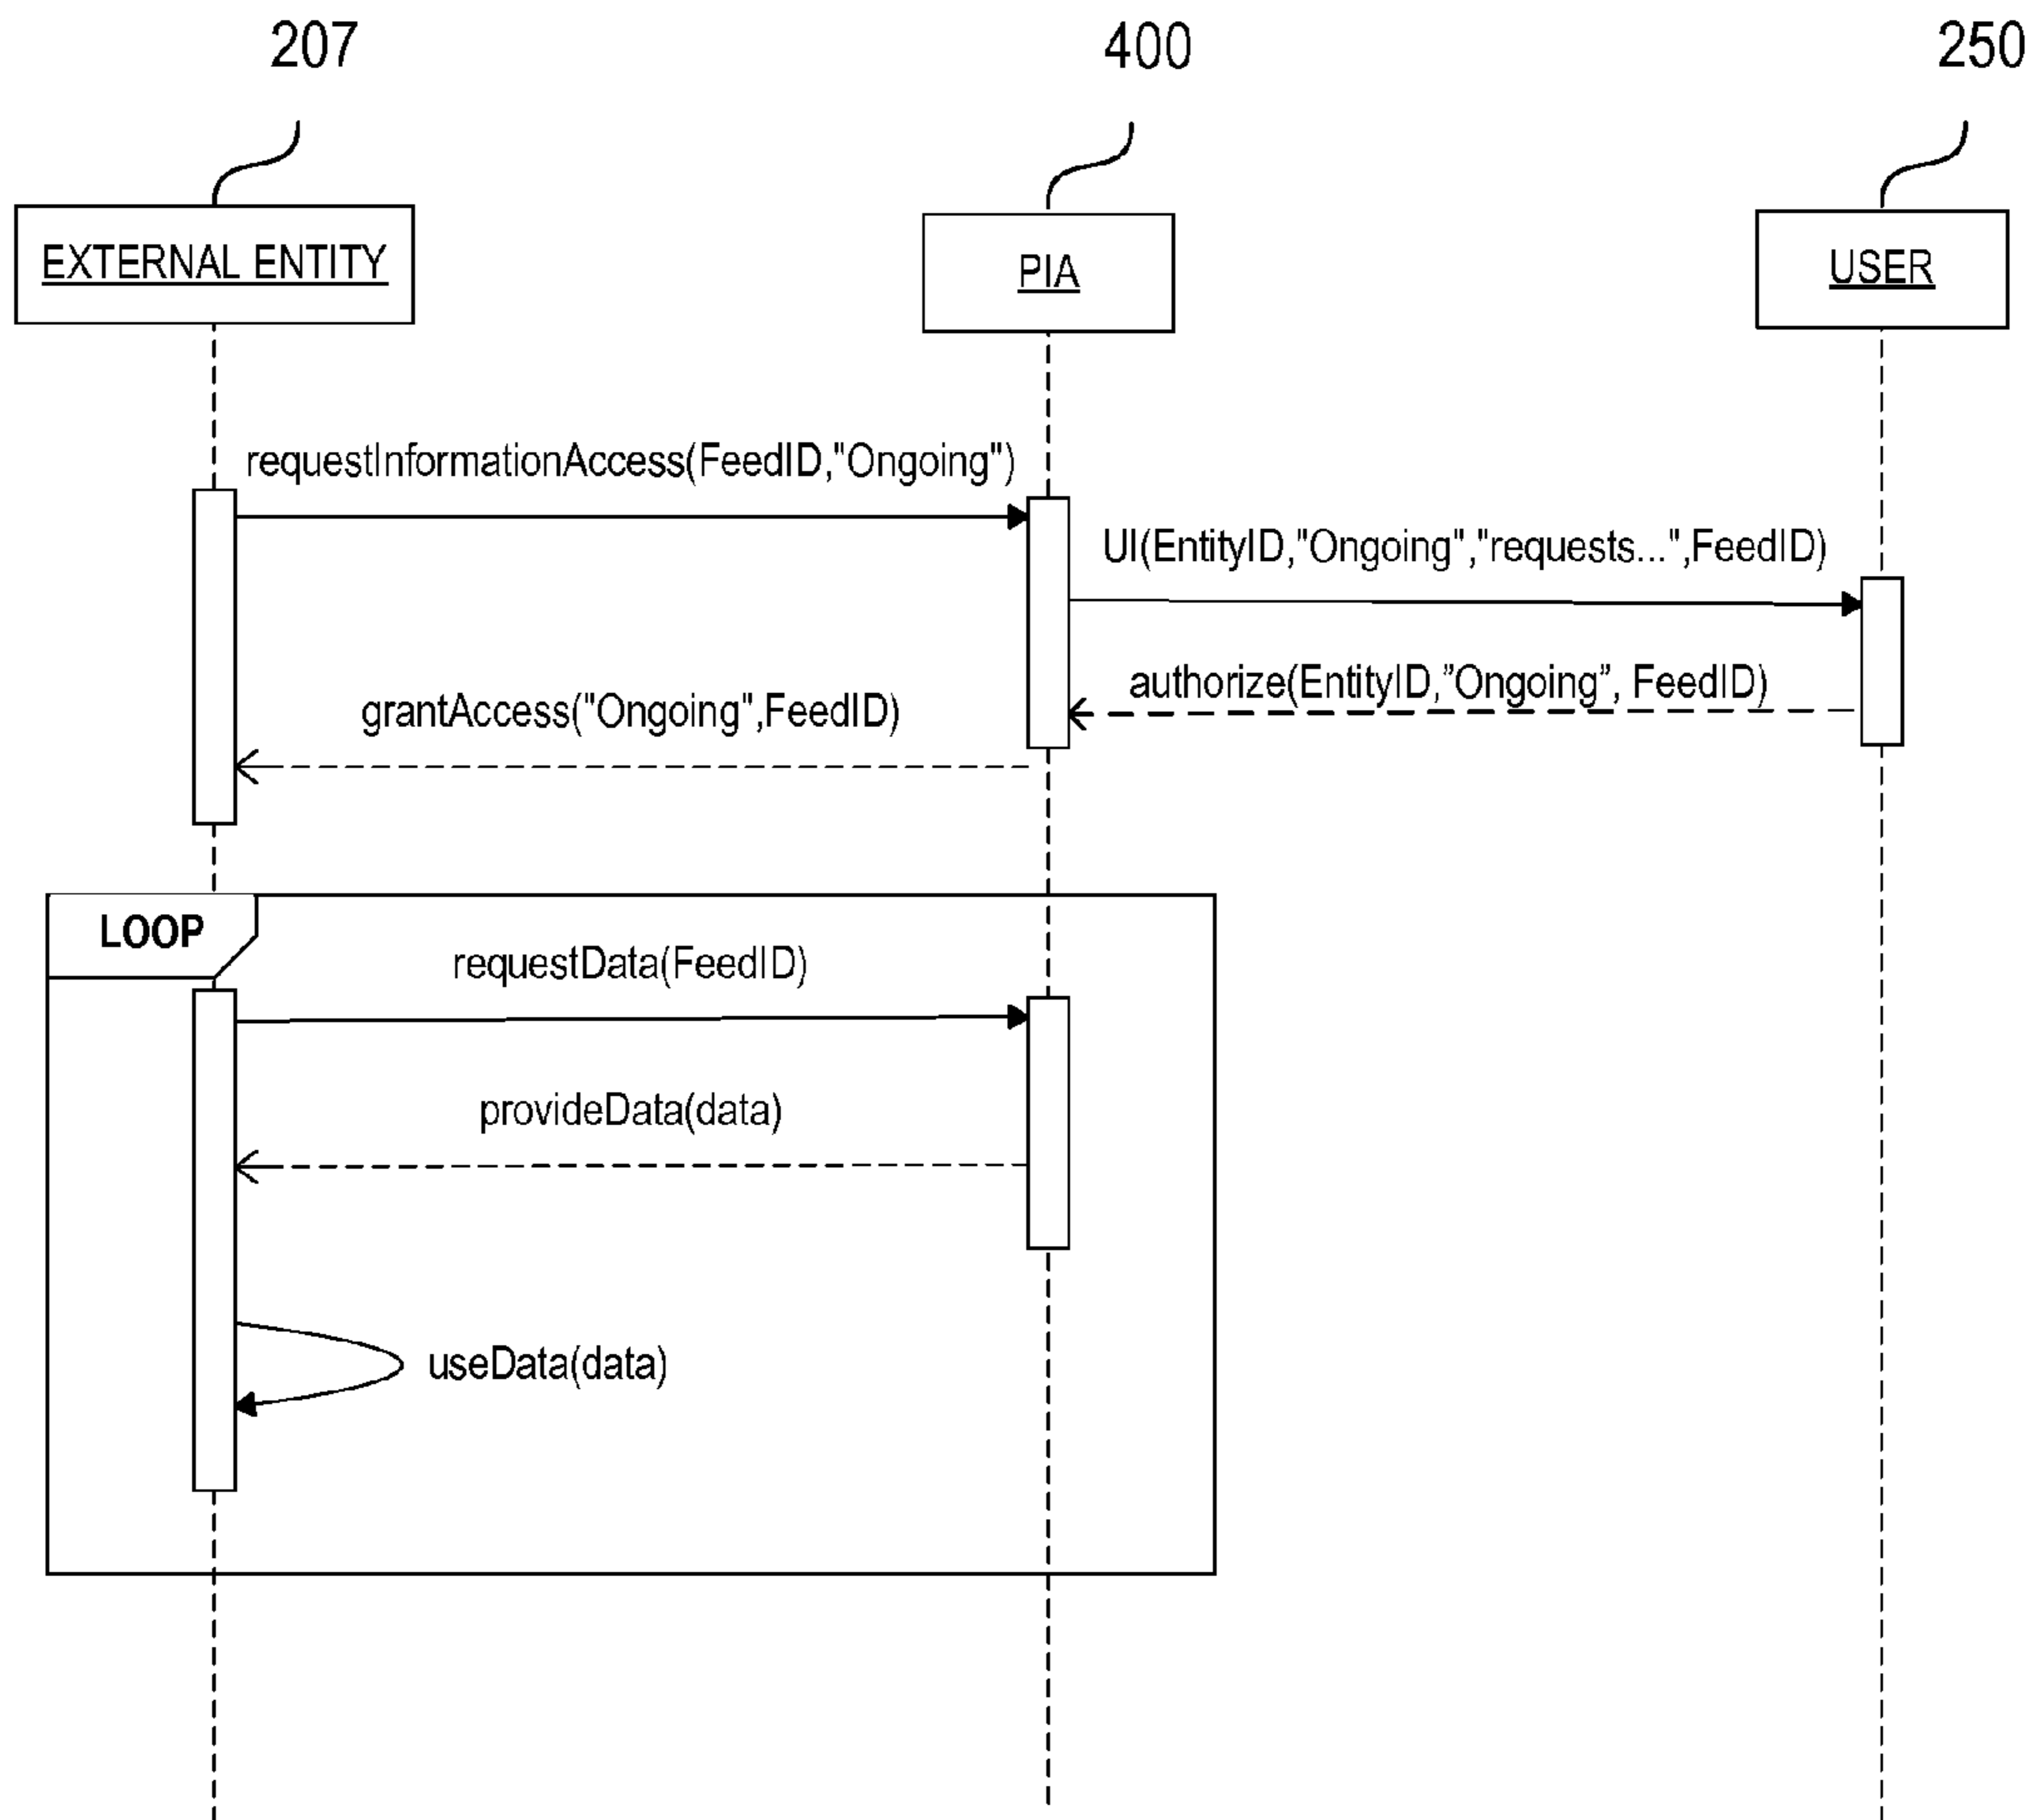 207
400
250
EXTERNAL ENTITY
PIA
USER
requestInformationAccess(FeedID,"Ongoing")
UI(EntityID,"Ongoing","requests...",FeedID)
authorize(EntityID,”Ongoing”, FeedID)
grantAccess("Ongoing",FeedID)
LOOP
requestData(FeedID)
provideData(data)
useData(data)